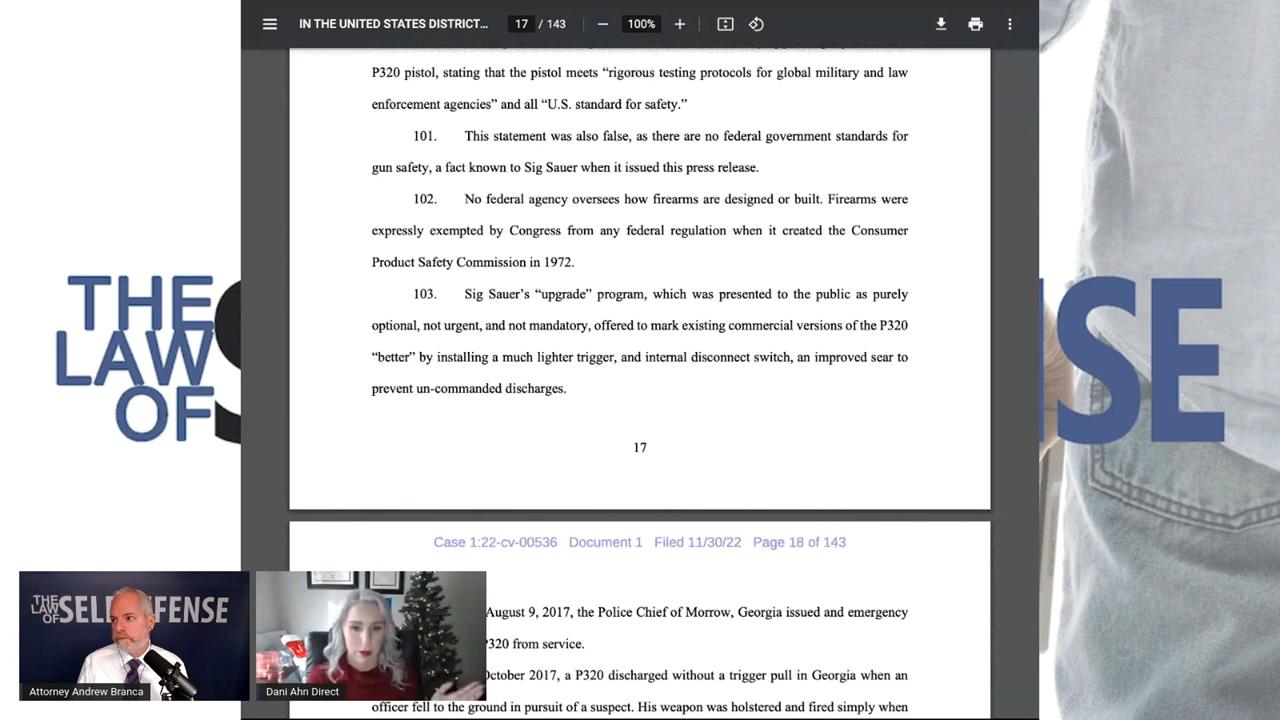 IN THE UNITED STATES DISTRICT...
17 / 143
100%
P320 pistol, stating that the pistol meets “rigorous testing protocols for global military and law
enforcement agencies” and all “U.S. standard for safety.”
101. This statement was also false, as there are no federal government standards for
gun safety, a fact known to Sig Sauer when it issued this press release.
102. No federal agency oversees how firearms are designed or built. Firearms were
expressly exempted by Congress from any federal regulation when it created the Consumer
Product Safety Commission in 1972.
103. Sig Sauer’s “upgrade” program, which was presented to the public as purely
optional, not urgent, and not mandatory, offered to mark existing commercial versions of the P320
“better” by installing a much lighter trigger, and internal disconnect switch, an improved sear to
prevent un-commanded discharges.
17
Case 1:22-cv-00536 Document 1 Filed 11/30/22 Page 18 of 143
August 9, 2017, the Police Chief of Morrow, Georgia issued and emergency
P320 from service.
October 2017, a P320 discharged without a trigger pull in Georgia when an
officer fell to the ground in pursuit of a suspect. His weapon was holstered and fired simply when
THE
LAW
OF
S
NSE
THE
LAW
OF
SELF
DEFENSE
Attorney Andrew Branca
Dani Ahn Direct